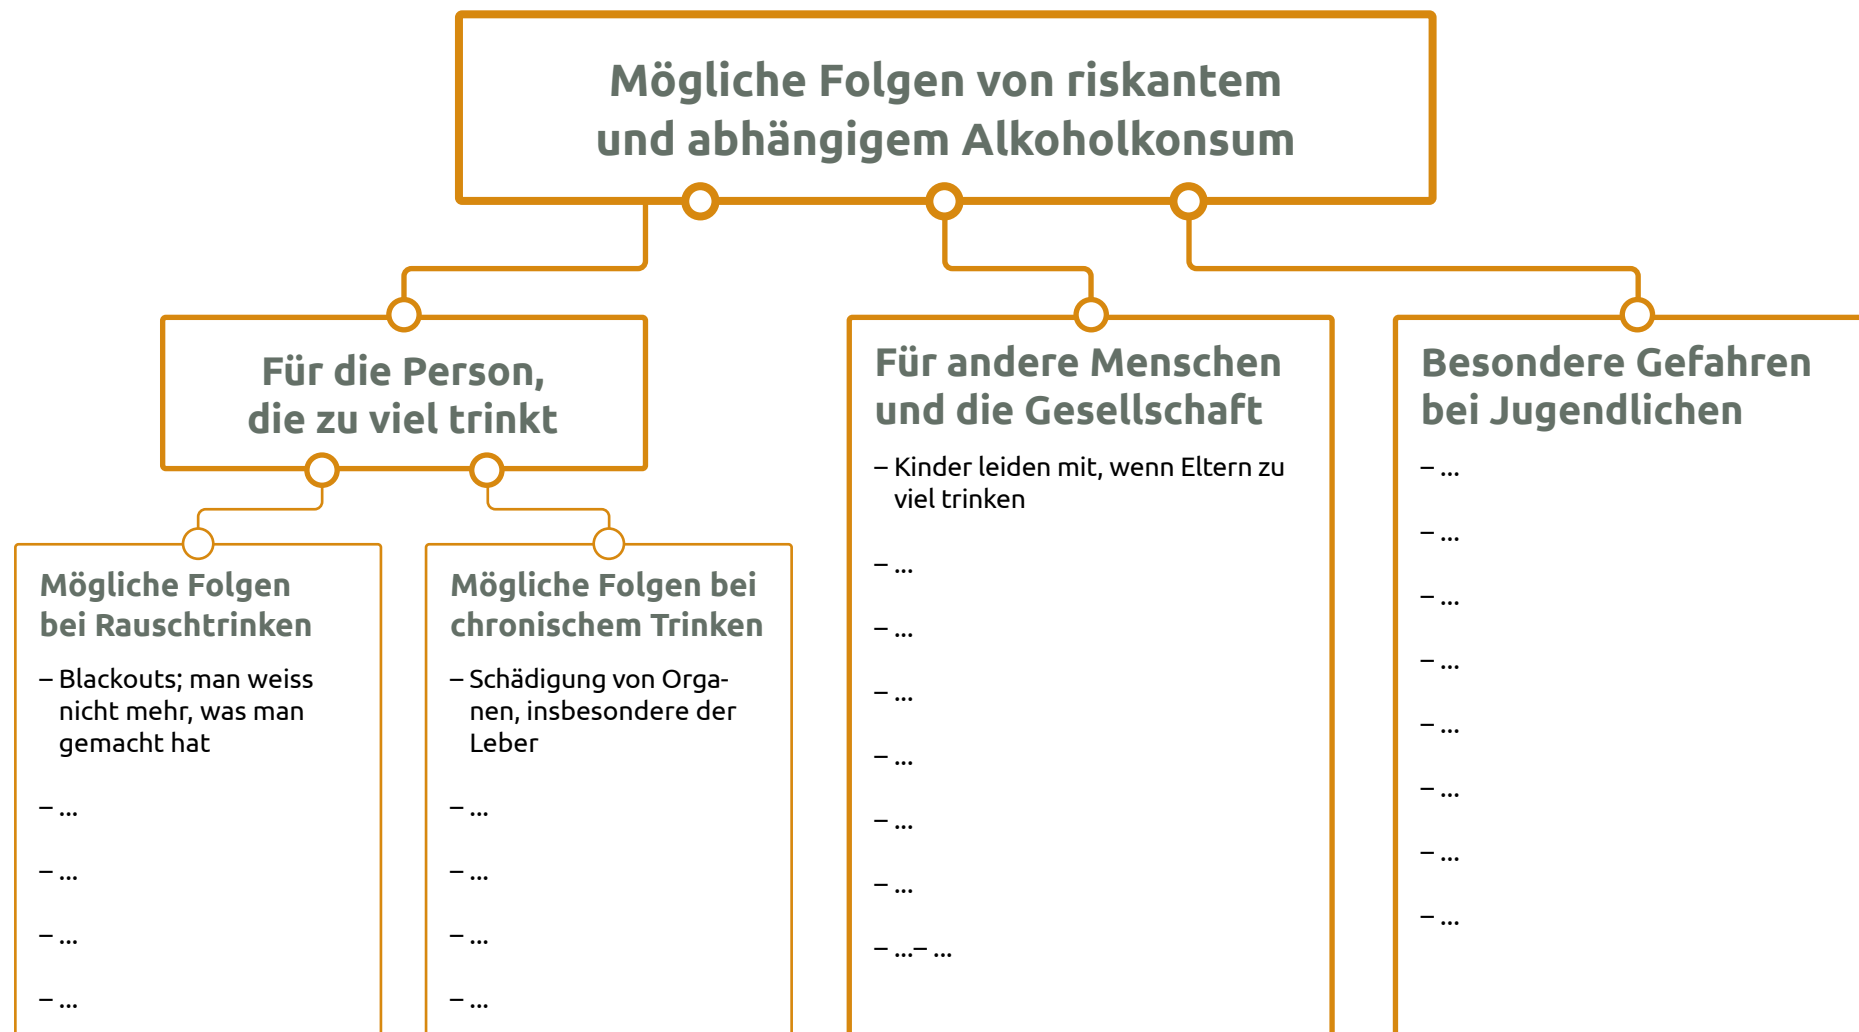 Mögliche Folgen von riskantem
und abhängigem Alkoholkonsum
Für die Person,
die zu viel trinkt
Mögliche Folgen
bei Rauschtrinken
– Blackouts; man weiss
nicht mehr, was man
gemacht hat
– ...
– ...
– ...
– ...
Mögliche Folgen bei
chronischem Trinken
– Schädigung von Orga-
nen, insbesondere der
Leber
– ...
– ...
– ...
– ...
Für andere Menschen
und die Gesellschaft
– Kinder leiden mit, wenn Eltern zu
viel trinken
– ...
– ...
– ...
– ...
– ...
– ...
– ...– ...
Besondere Gefahren
bei Jugendlichen
– ...
– ...
– ...
– ...
– ...
– ...
– ...
– ...